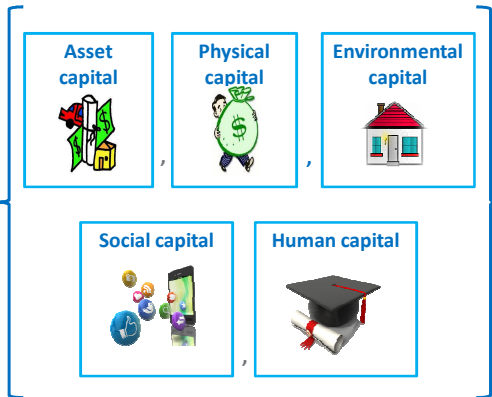 Asset
capital
,
Physical
capital
,
Environmental
capital
Social capital
,
Human capital